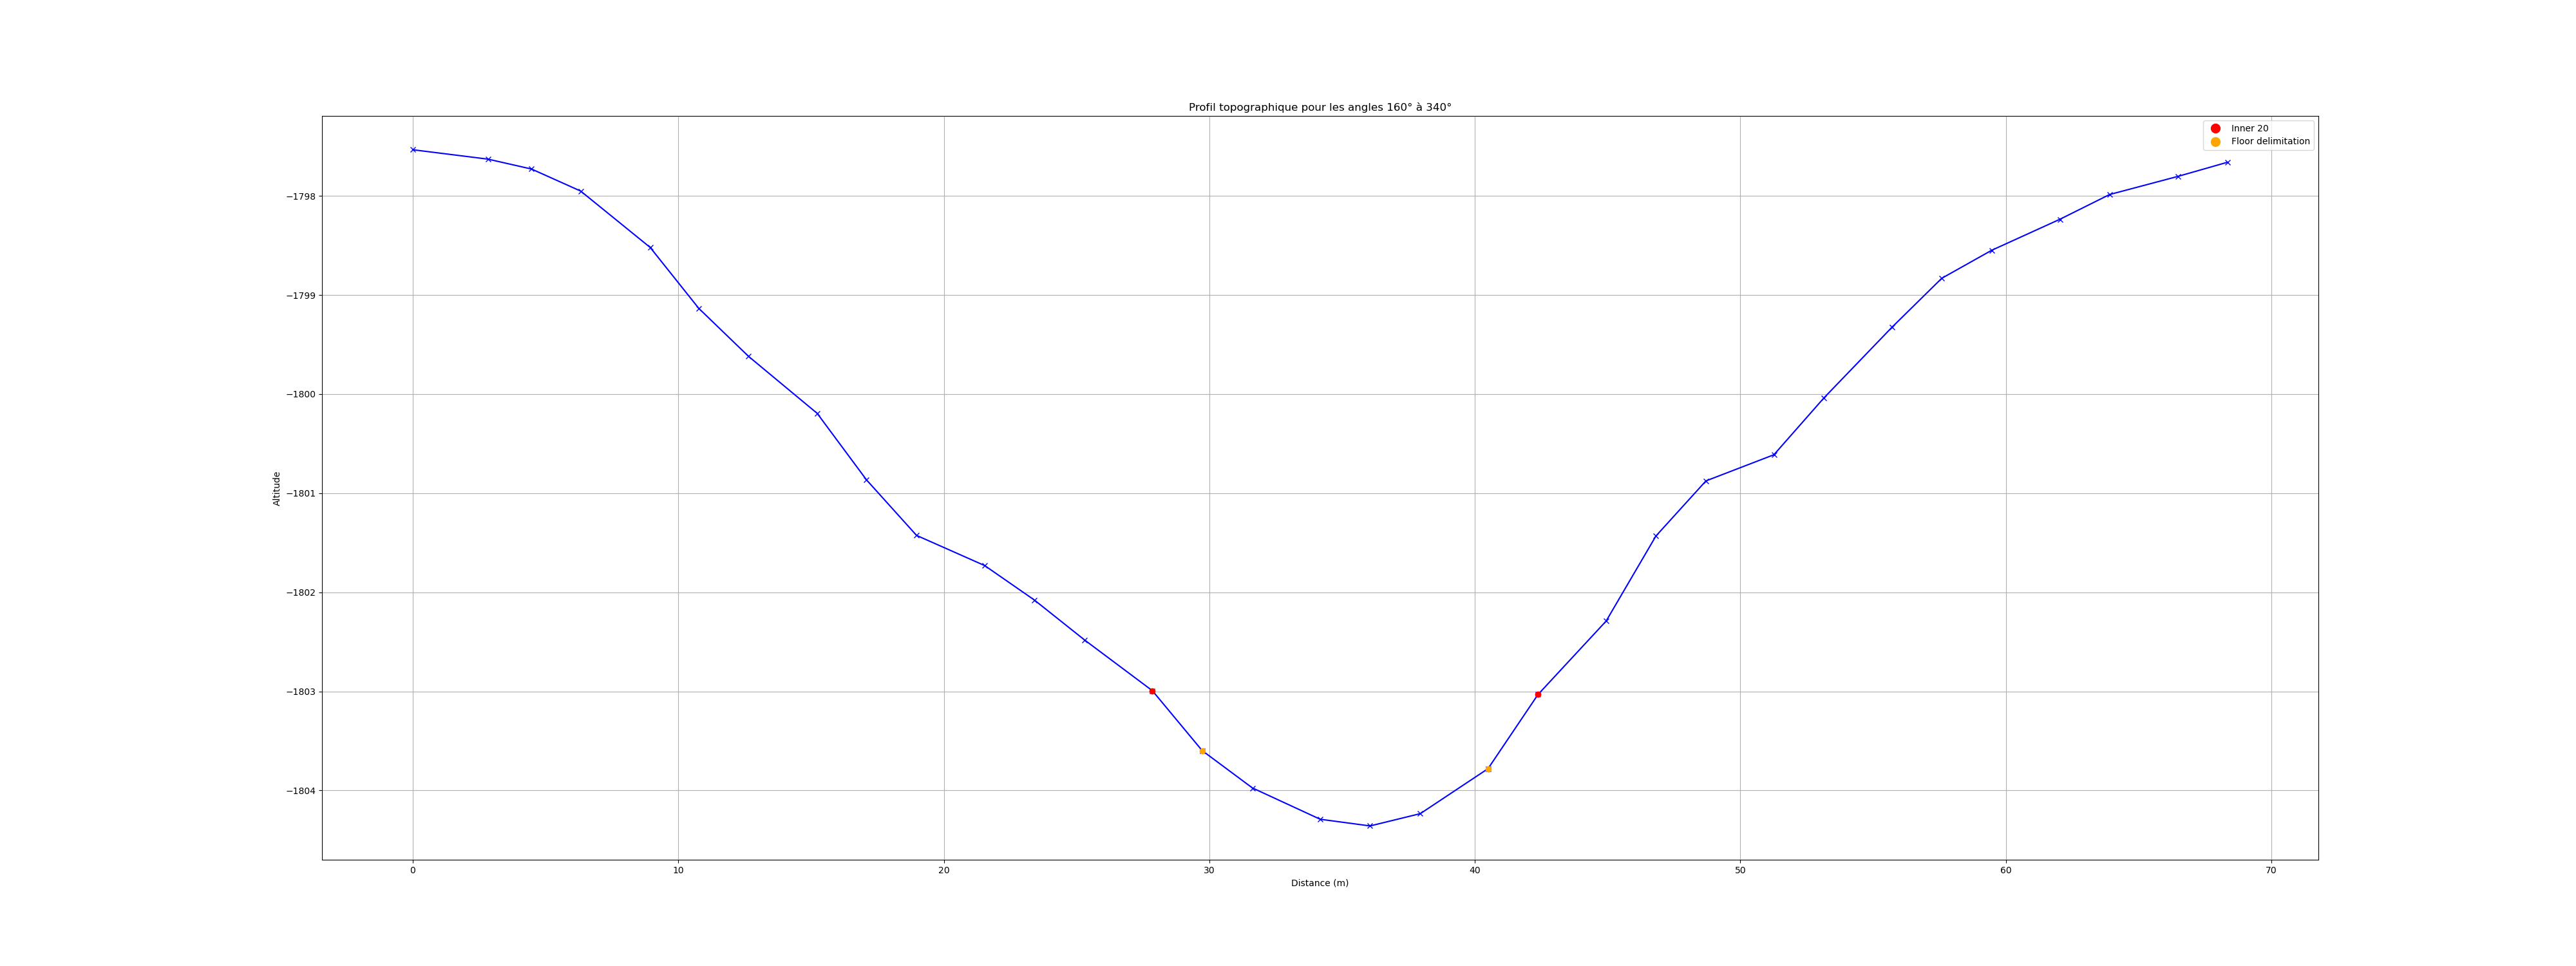 Profil topographique pour les angles 160° à 340°
Inner 20
Floor delimitation
−1798
−1799
−1800
−1801
−1802
−1803
−1804
Altitude
0 10 20 30 40 50 60 70
Distance (m)